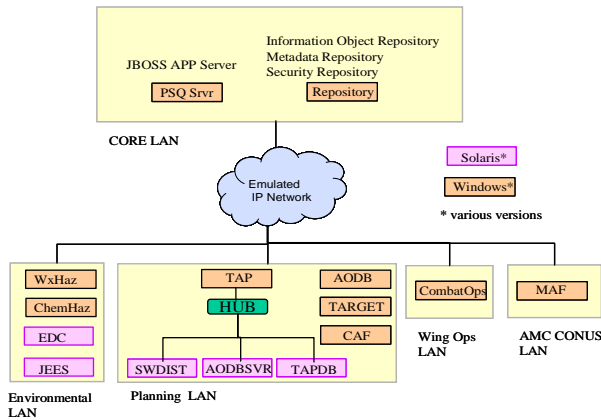 JBOSS APP Server
PSQ Srvr
Information Object Repository
Metadata Repository
Security Repository
Repository
CORE LAN
Emulated
IP Network
Solaris*
Windows*
* various versions
WxHaz
ChemHaz
EDC
JEES
Environmental
LAN
TAP
HUB
AODB
TARGET
CAF
SWDIST
AODBSVR
TAPDB
Planning LAN
CombatOps
Wing Ops
LAN
MAF
AMC CONUS
LAN